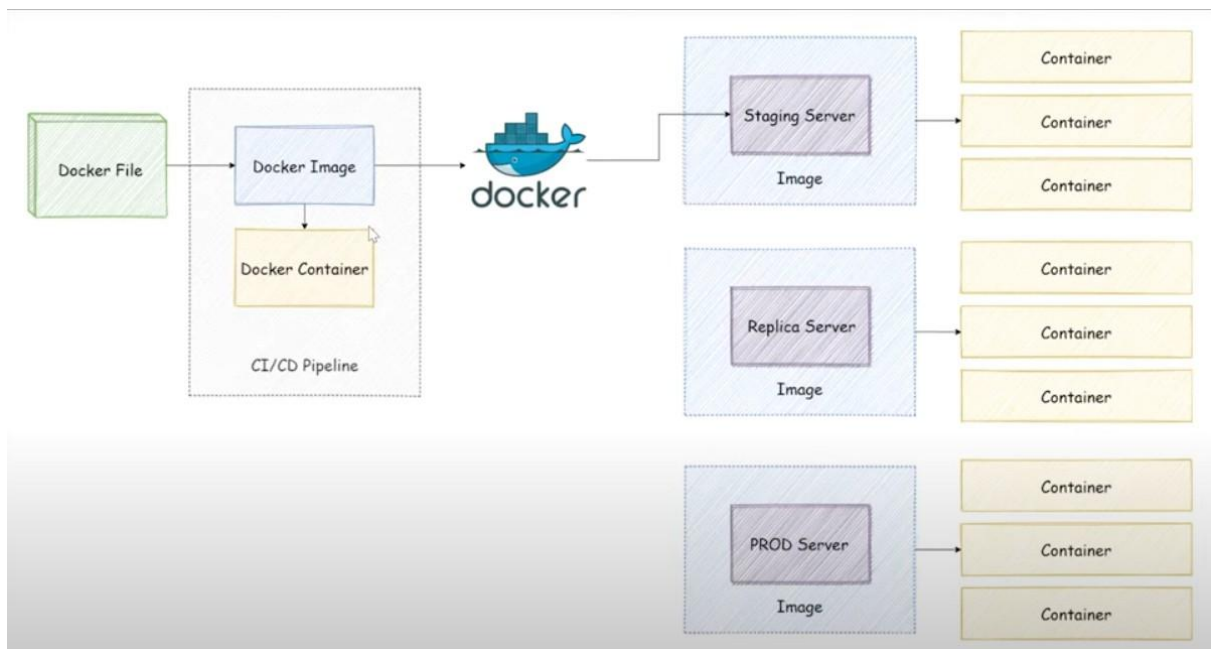 Docker File
Docker Image
Docker Container
CI/CD Pipeline
docker
Staging Server
Image
Container
Container
Container
Replica Server
Image
Container
Container
Container
PROD Server
Image
Container
Container
Container